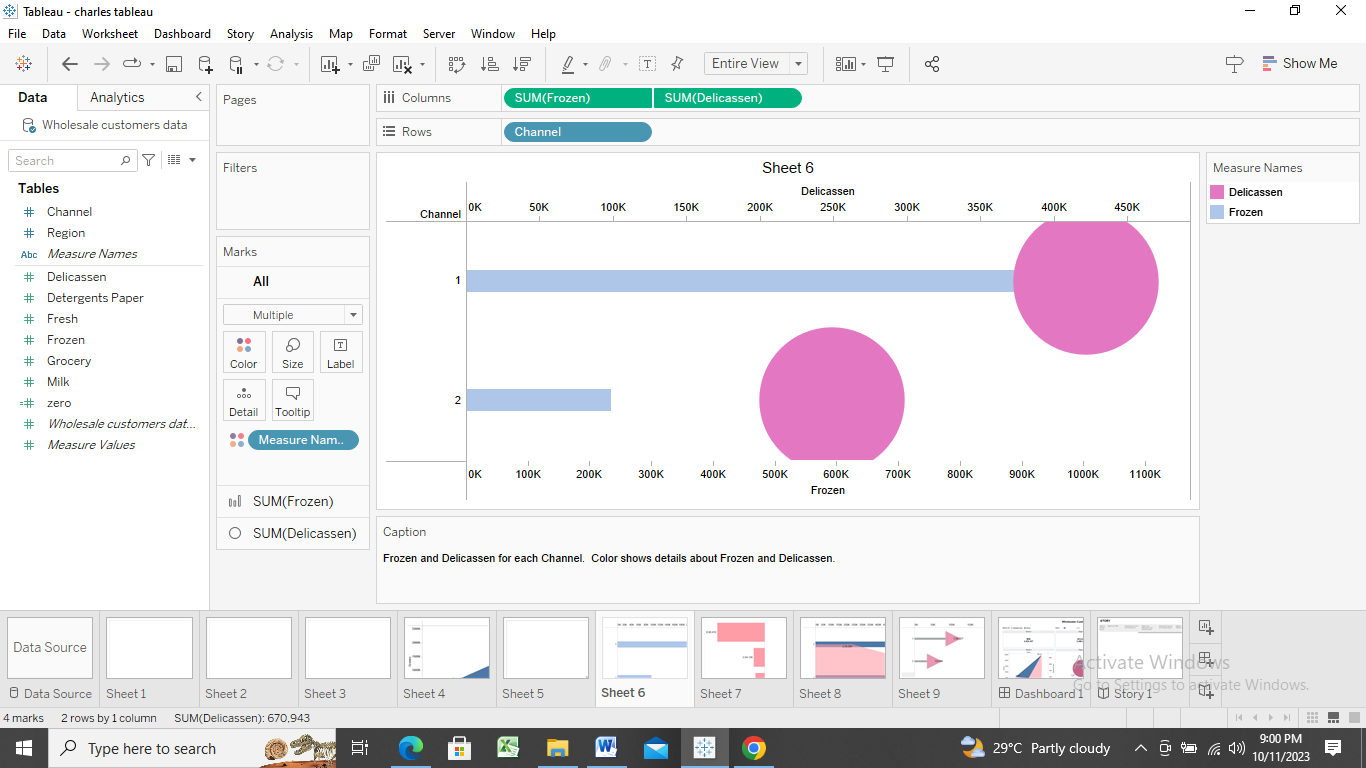 Tableau - charles tableau
File Data Worksheet Dashboard Story Analysis Map Format Server Window Help
Entire View
Show Me
Data Analytics
Wholesale customers data
Search
Tables
Channel
Region
Abc Measure Names
Delicassen
Detergents Paper
Fresh
Frozen
Grocery
Milk
zero
Wholesale customers dat...
Measure Values
Pages
Filters
Marks
All
Multiple
Color Size Label
Detail Tooltip
Measure Nam..
SUM(Frozen)
SUM(Delicassen)
Columns SUM(Frozen) SUM(Delicassen)
Rows Channel
Sheet 6
Delicassen
Channel 0K 50K 100K 150K 200K 250K 300K 350K 400K 450K
1
2
0K 100K 200K 300K 400K 500K 600K 700K 800K 900K 1000K 1100K
Frozen
Caption
Frozen and Delicassen for each Channel. Color shows details about Frozen and Delicassen.
Measure Names
Delicassen
Frozen
Data Source
Data Source Sheet 1 Sheet 2 Sheet 3 Sheet 4 Sheet 5 Sheet 6 Sheet 7 Sheet 8 Sheet 9 Dashboard 1 Story 1
Activate Windows
Go to Settings to activate Windows.
4 marks 2 rows by 1 column SUM(Delicassen): 670,943
Type here to search
29°C Partly cloudy
9:00 PM
10/11/2023